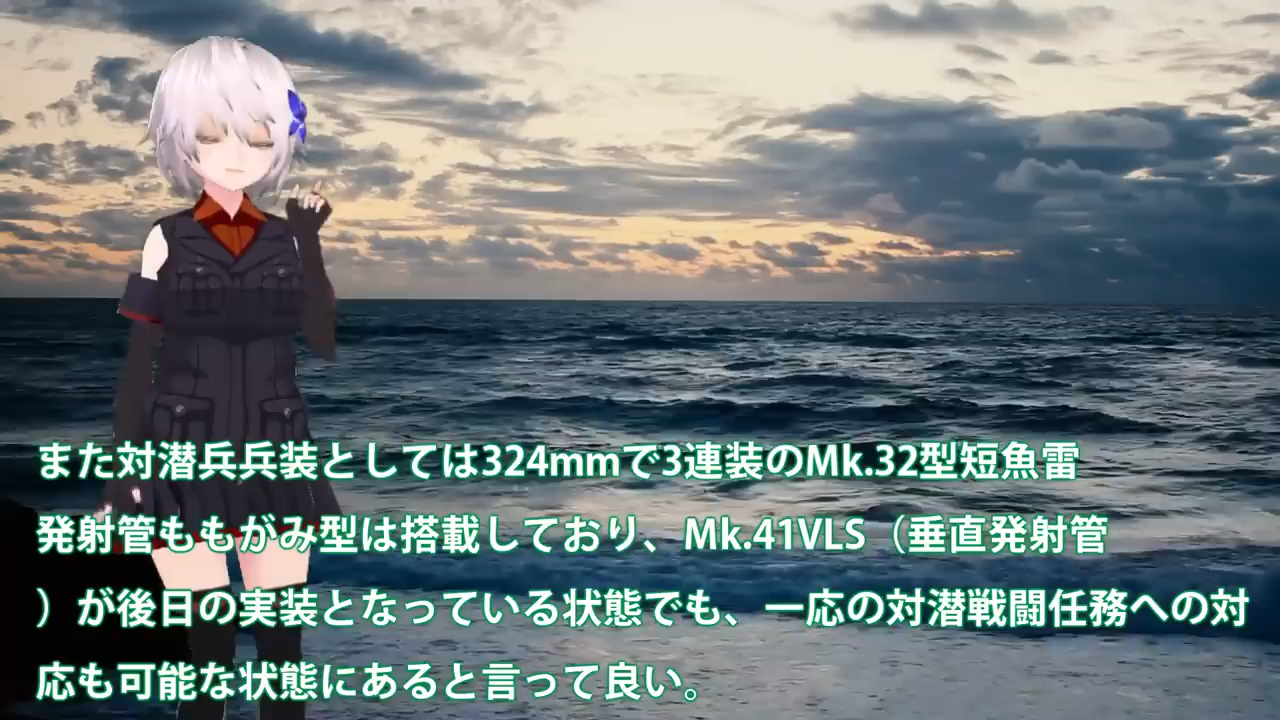 また対潜兵兵装としては324mmで3連装のMk.32型短魚雷
発射管ももがみ型は搭載しており、Mk.41VLS（垂直発射管
）が後日の実装となっている状態でも、一応の対潜戦闘任務への対
応も可能な状態にあると言って良い。